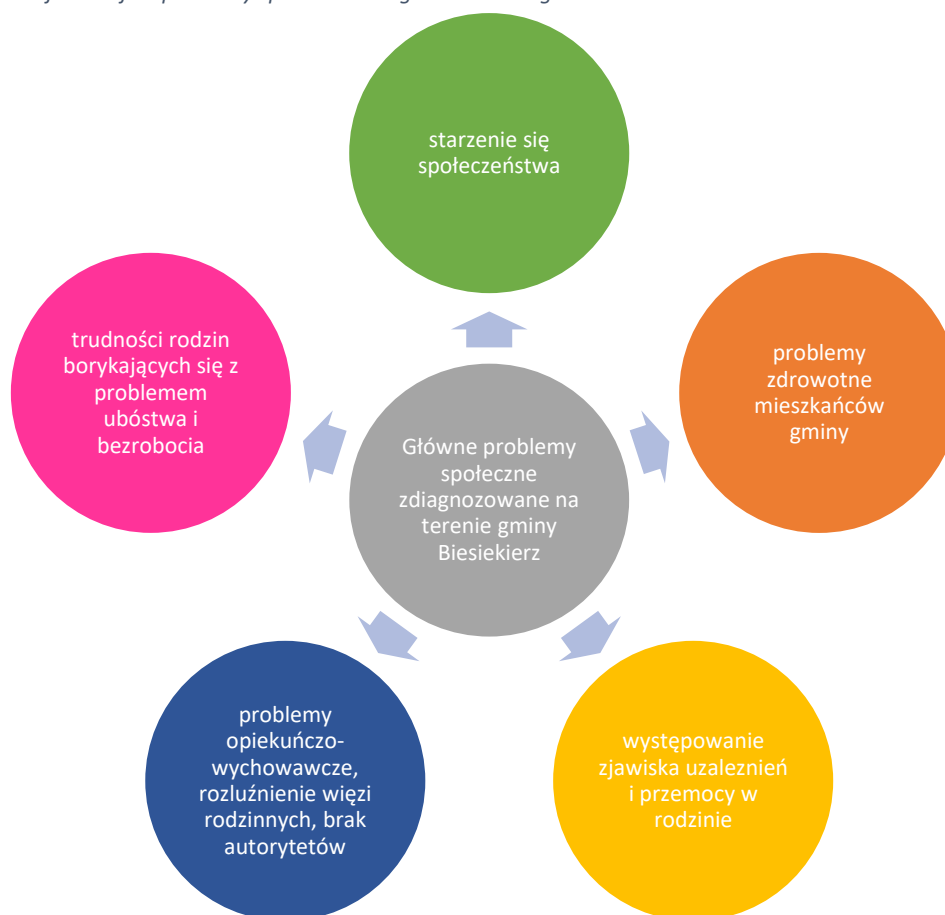 starzenie się
społeczeństwa
problemy
zdrowotne
mieszkańców
gminy
występowanie
zjawiska uzaleznień
i przemocy w
rodzinie
problemy
opiekuńczo-
wychowawcze,
rozluźnienie więzi
rodzinnych, brak
autorytetów
trudności rodzin
borykających się z
problemem
ubóstwa i
bezrobocia
Główne problemy
społeczne
zdiagnozowane na
terenie gminy
Biesiekierz